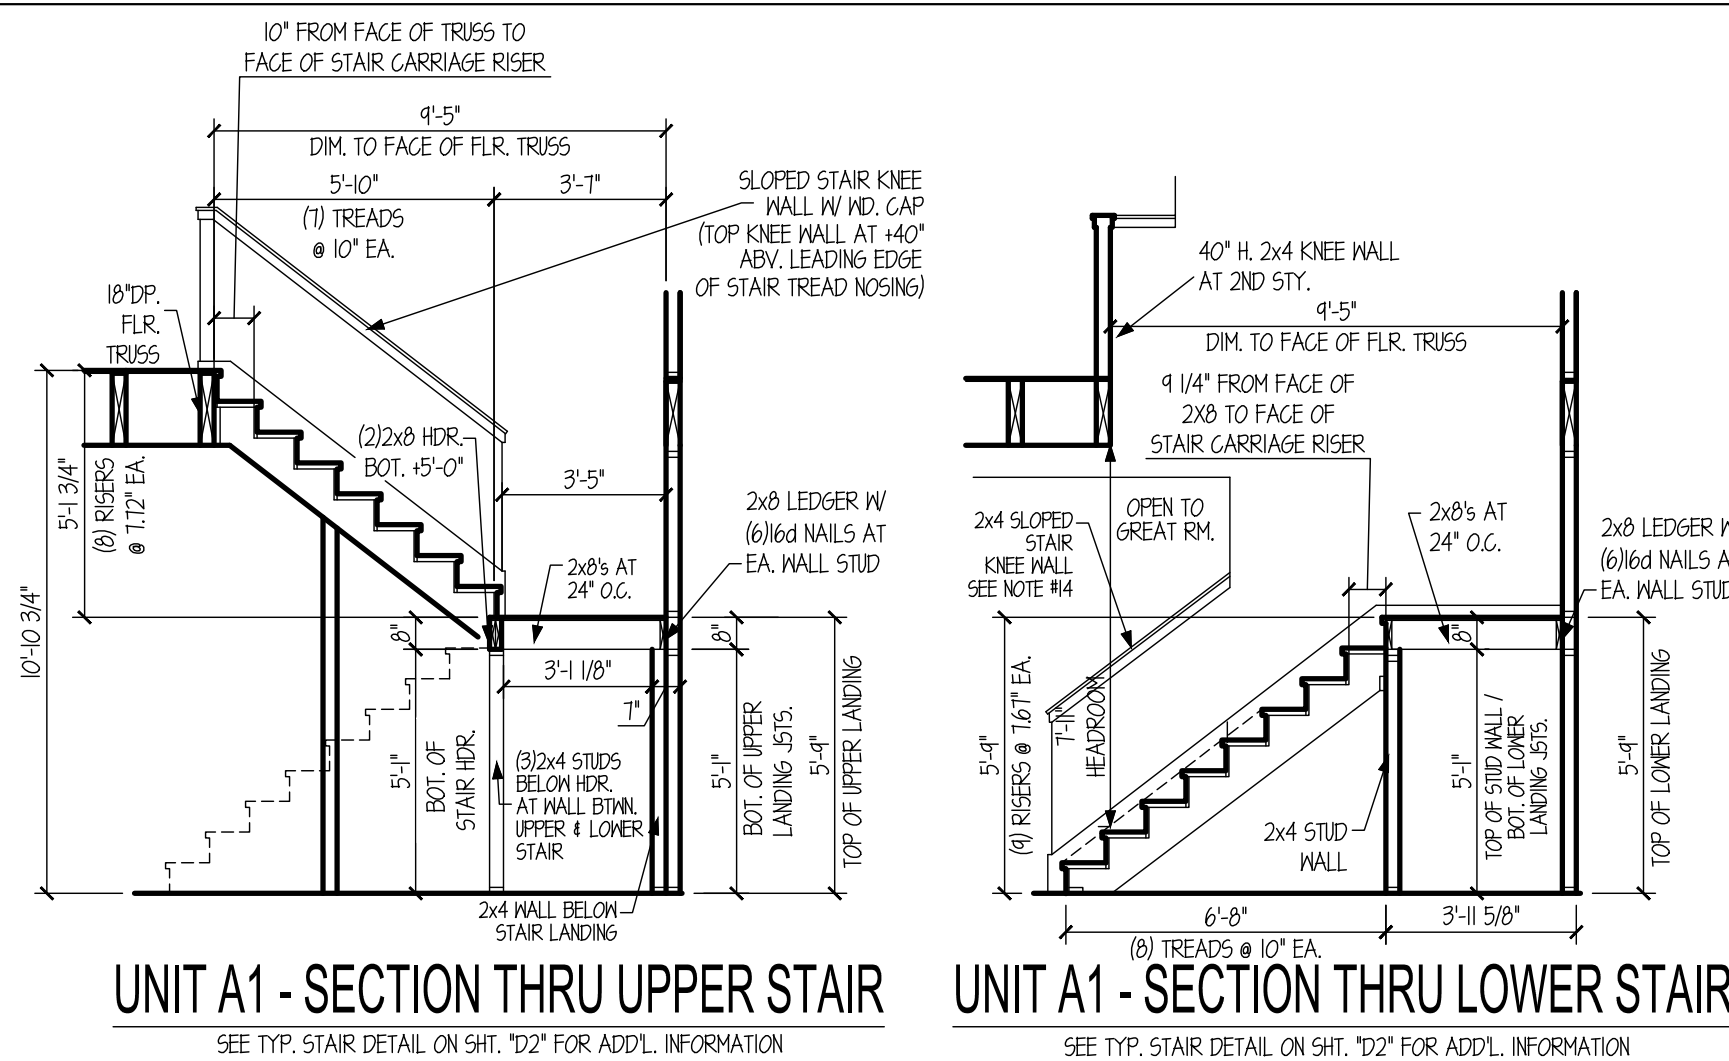 10" FROM FACE OF TRUSS TO
FACE OF STAIR CARRIAGE RISER
9'-5"
DIM. TO FACE OF FLR. TRUSS
5'-10"
3'-7"
(7) TREADS
@ 10" EA.
SLOPED STAIR KNEE
WALL W/ WD. CAP
(TOP KNEE WALL AT +40"
ABV. LEADING EDGE
OF STAIR TREAD NOSING)
18"DP.
FLR.
TRUSS
(2)2x8 HDR.
BOT. +5'-0"
3'-5"
2x8 LEDGER W/
(6)16d NAILS AT
EA. WALL STUD
2x8's AT
24" O.C.
10'-10 3/4"
5'-1 3/4"
(8) RISERS
@ 7.72" EA.
8"
8"
3'-1 1/8"
7"
5'-1"
BOT. OF
STAIR HDR.
(3)2x4 STUDS
BELOW HDR.
AT WALL BTWN.
UPPER & LOWER
STAIR
5'-1"
BOT. OF UPPER
LANDING JSTS.
5'-9"
TOP OF UPPER LANDING
2x4 WALL BELOW
STAIR LANDING
UNIT A1 - SECTION THRU UPPER STAIR
SEE TYP. STAIR DETAIL ON SHT. "D2" FOR ADD'L. INFORMATION
40" H. 2x4 KNEE WALL
AT 2ND STY.
9'-5"
DIM. TO FACE OF FLR. TRUSS
9 1/4" FROM FACE OF
2X8 TO FACE OF
STAIR CARRIAGE RISER
OPEN TO
GREAT RM.
2x4 SLOPED
STAIR
KNEE WALL
SEE NOTE #14
2x8's AT
24" O.C.
2x8 LEDGER W
(6)16d NAILS A
EA. WALL STUD
8"
5'-9"
(9) RISERS @ 7.67" EA.
7'-11"
HEADROOM
5'-1"
TOP OF STUD WALL /
BOT. OF LOWER
LANDING JSTS.
5'-9"
TOP OF LOWER LANDING
2x4 STUD
WALL
6'-8"
3'-11 5/8"
(8) TREADS @ 10" EA.
UNIT A1 - SECTION THRU LOWER STAIR
SEE TYP. STAIR DETAIL ON SHT. "D2" FOR ADD'L. INFORMATION